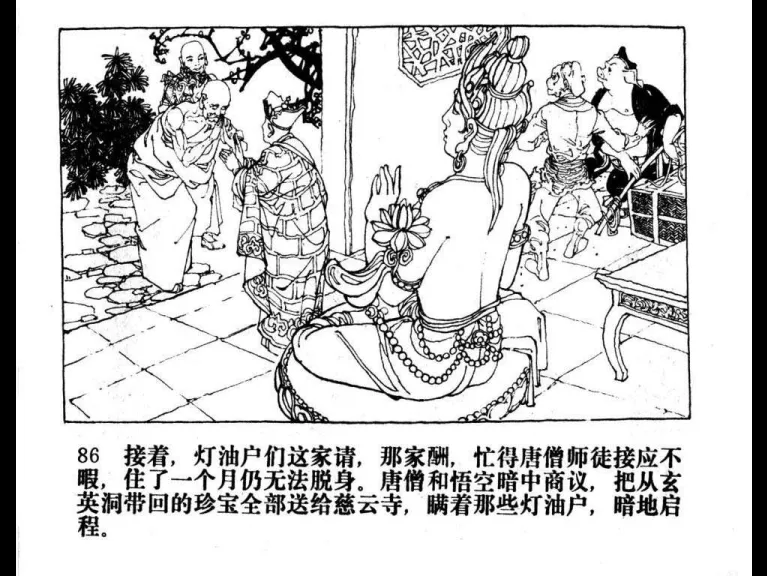 86 接着，灯油户们这家请，那家酬，忙得唐僧师徒接应不
暇，住了一个月仍无法脱身。唐僧和悟空暗中商议，把从玄
英洞带回的珍宝全部送给慈云寺，瞒着那些灯油户，暗地启
程。